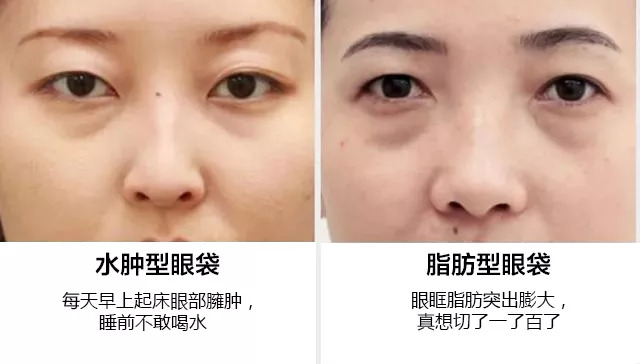 水肿型眼袋
每天早上起床眼部臃肿，
睡前不敢喝水
脂肪型眼袋
眼眶脂肪突出膨大，
真想切了一了百了